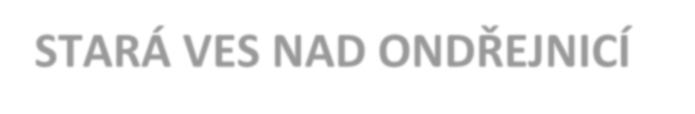 STARÁ VES NAD ONDŘEJNICÍ